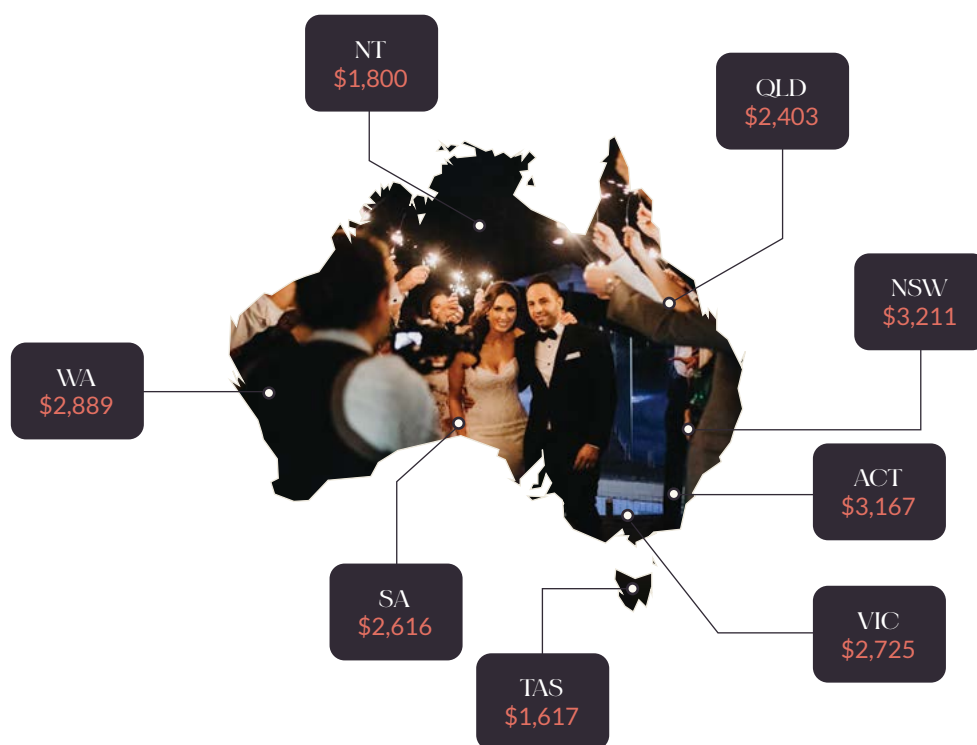 NT
$1,800
QLD
$2,403
NSW
$3,211
WA
$2,889
ACT
$3,167
SA
$2,616
VIC
$2,725
TAS
$1,617